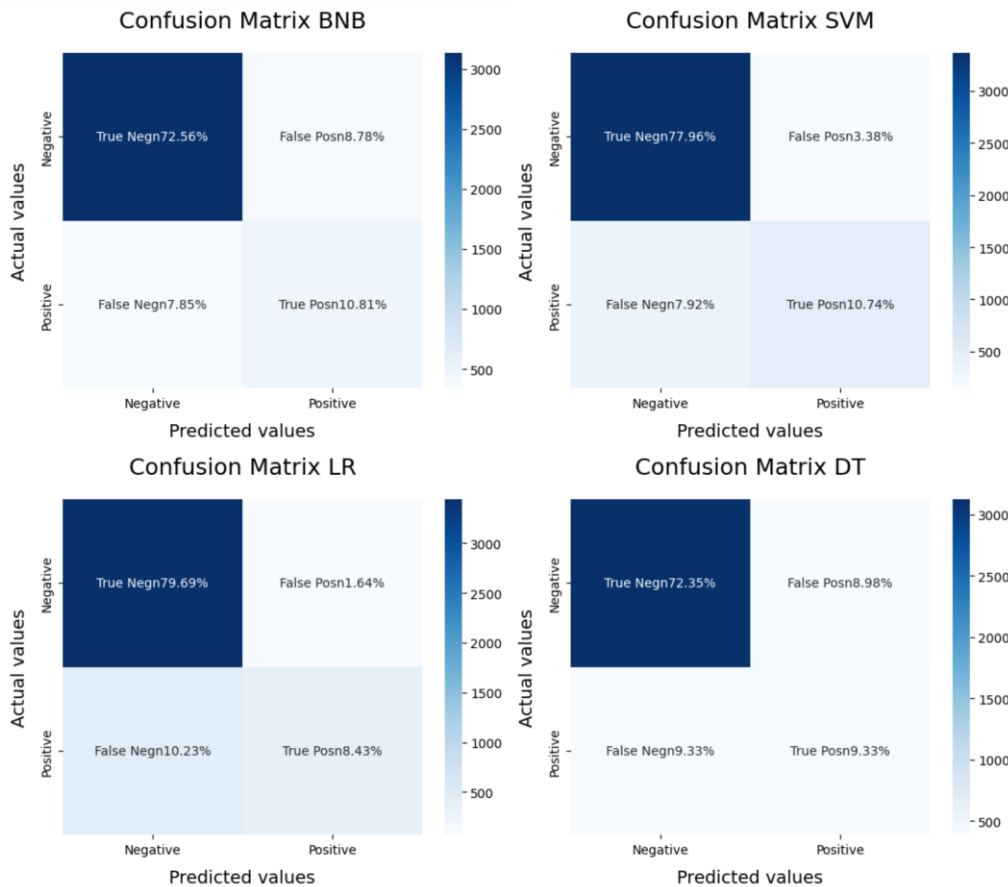 Confusion Matrix BNB
Actual values
Negative
Positive
True Negn72.56%
False Posn8.78%
False Negn7.85%
True Posn10.81%
Negative
Positive
Predicted values
3000
2500
2000
1500
1000
500
Confusion Matrix SVM
Actual values
Negative
Positive
True Negn77.96%
False Posn3.38%
False Negn7.92%
True Posn10.74%
Negative
Positive
Predicted values
3000
2500
2000
1500
1000
500
Confusion Matrix LR
Actual values
Negative
Positive
True Negn79.69%
False Posn1.64%
False Negn10.23%
True Posn8.43%
Negative
Positive
Predicted values
3000
2500
2000
1500
1000
500
Confusion Matrix DT
Actual values
Negative
Positive
True Negn72.35%
False Posn8.98%
False Negn9.33%
True Posn9.33%
Negative
Positive
Predicted values
3000
2500
2000
1500
1000
500